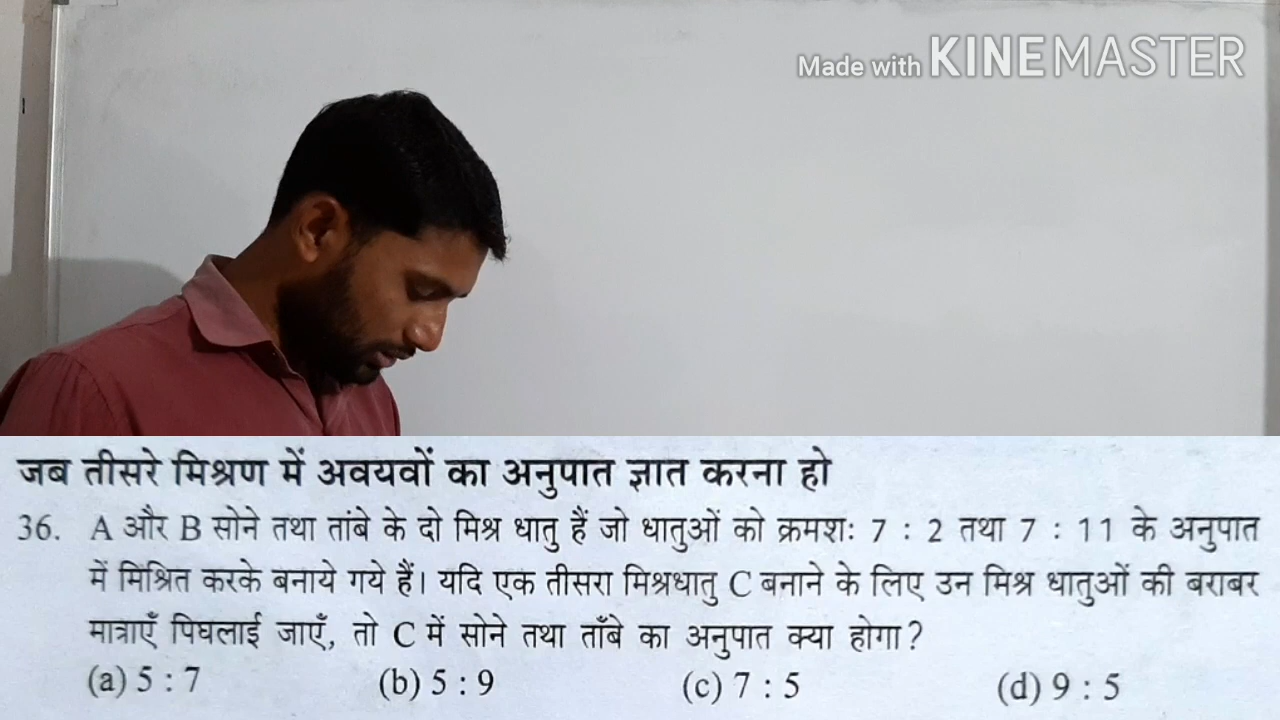 Made with KINEMASTER
जब तीसरे मिश्रण में अवयवों का अनुपात ज्ञात करना हो
36. A और B सोने तथा तांबे के दो मिश्र धातु हैं जो धातुओं को क्रमशः 7 : 2 तथा 7 : 11 के अनुपात
में मिश्रित करके बनाये गये हैं। यदि एक तीसरा मिश्रधातु C बनाने के लिए उन मिश्र धातुओं की बराबर
मात्राएँ पिघलाई जाएँ, तो C में सोने तथा ताँबे का अनुपात क्या होगा?
(a) 5 : 7 (b) 5 : 9 (c) 7 : 5 (d) 9 : 5